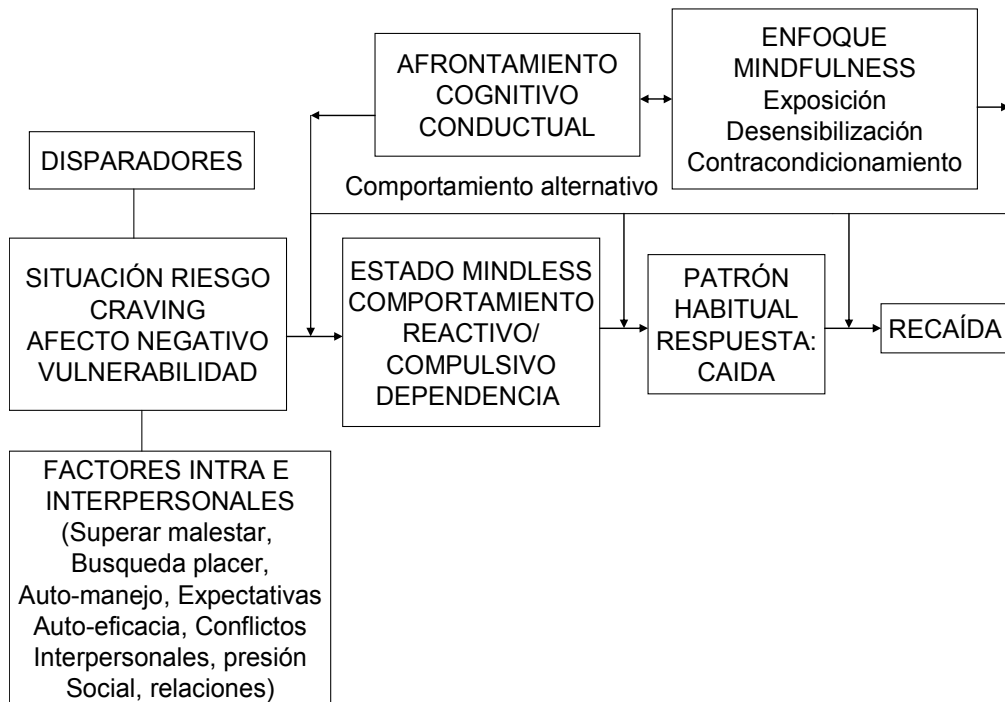 AFRONTAMIENTO
COGNITIVO
CONDUCTUAL
ENFOQUE
MINDFULNESS
Exposición
Desensibilización
Contracondicionamiento
DISPARADORES
Comportamiento alternativo
SITUACIÓN RIESGO
CRAVING
AFECTO NEGATIVO
VULNERABILIDAD
ESTADO MINDLESS
COMPORTAMIENTO
REACTIVO/
COMPULSIVO
DEPENDENCIA
PATRÓN
HABITUAL
RESPUESTA:
CAIDA
RECAÍDA
FACTORES INTRA E
INTERPERSONALES
(Superar malestar,
Busqueda placer,
Auto-manejo, Expectativas
Auto-eficacia, Conflictos
Interpersonales, presión
Social, relaciones)